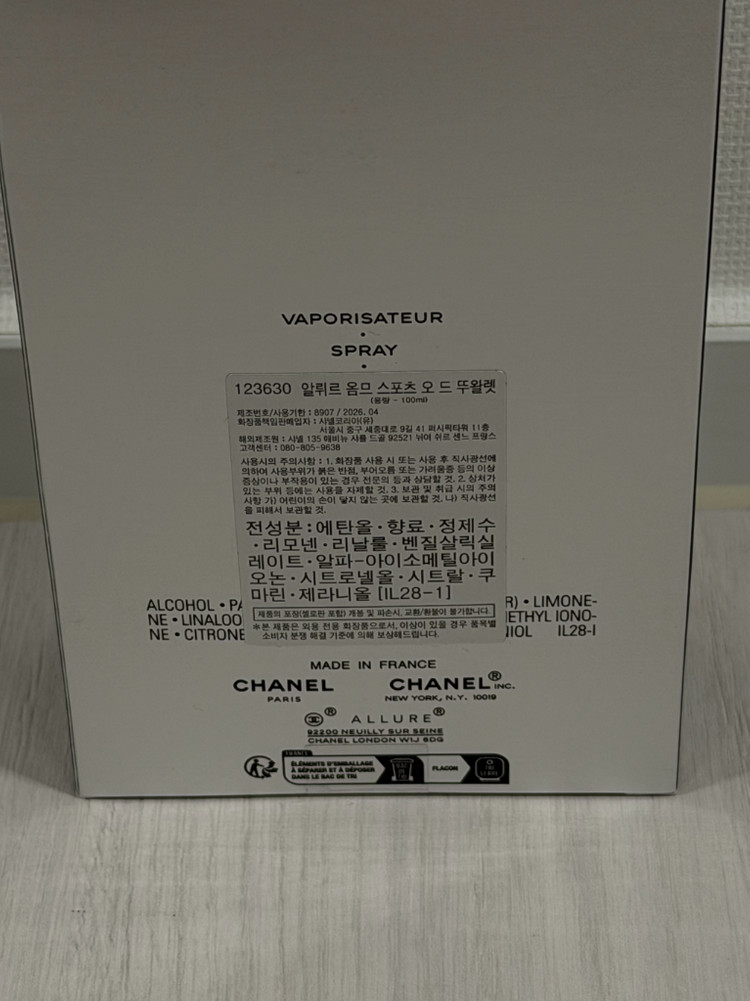 VAPORISATEUR
SPRAY
123630 알뤼르 옴므 스포츠 오 드 뚜왈렛
(용량 - 100ml)
제조번호/사용기한 : 8907 / 2026. 04
화장품책임판매업자 : 샤넬코리아(유)
서울시 중구 세종대로 9길 41 퍼시픽타워 11층
해외제조원 : 샤넬 135 애비뉴 샤를 드골 92521 뉘여 쉬르 센느 프랑스
고객센터 : 080-805-9638
사용시의 주의사항 : 1. 화장품 사용 시 또는 사용 후 직사광선에
의하여 사용부위가 붉은 반점, 부어오름 또는 가려움증 등의 이상
증상이나 부작용이 있는 경우 전문의 등과 상담할 것. 2. 상처가
있는 부위 등에는 사용을 자제할 것. 3. 보관 및 취급 시의 주의
사항 가) 어린이의 손이 닿지 않는 곳에 보관할 것. 나) 직사광선
을 피해서 보관할 것.
전성분 : 에탄올 · 향료 · 정제수
· 리모넨 · 리날룰 · 벤질살릭실
레이트 · 알파-아이소메틸아이
오논 · 시트로넬올 · 시트랄 · 쿠
마린 · 제라니올 [IL28-1]
제품의 포장(셀로판 포함) 개봉 및 파손시, 교환/환불이 불가합니다.
※본 제품은 외용 전용 화장품으로서, 이상이 있을 경우 품목별
소비자 분쟁 해결 기준에 의해 보상해드립니다.
ALCOHOL • PA R) • LIMONE-
NE • LINALOO ETHYL IONO-
NE • CITRONE NIOL IL28-I
MADE IN FRANCE
CHANEL CHANEL® INC.
PARIS NEW YORK, N.Y. 10019
® ALLURE®
92200 NEUILLY SUR SEINE
CHANEL LONDON W1J 6DG
FRANCE
ÉLÉMENTS D'EMBALLAGE
À SÉPARER ET À DÉPOSER
DANS LE BAC DE TRI
FLACON